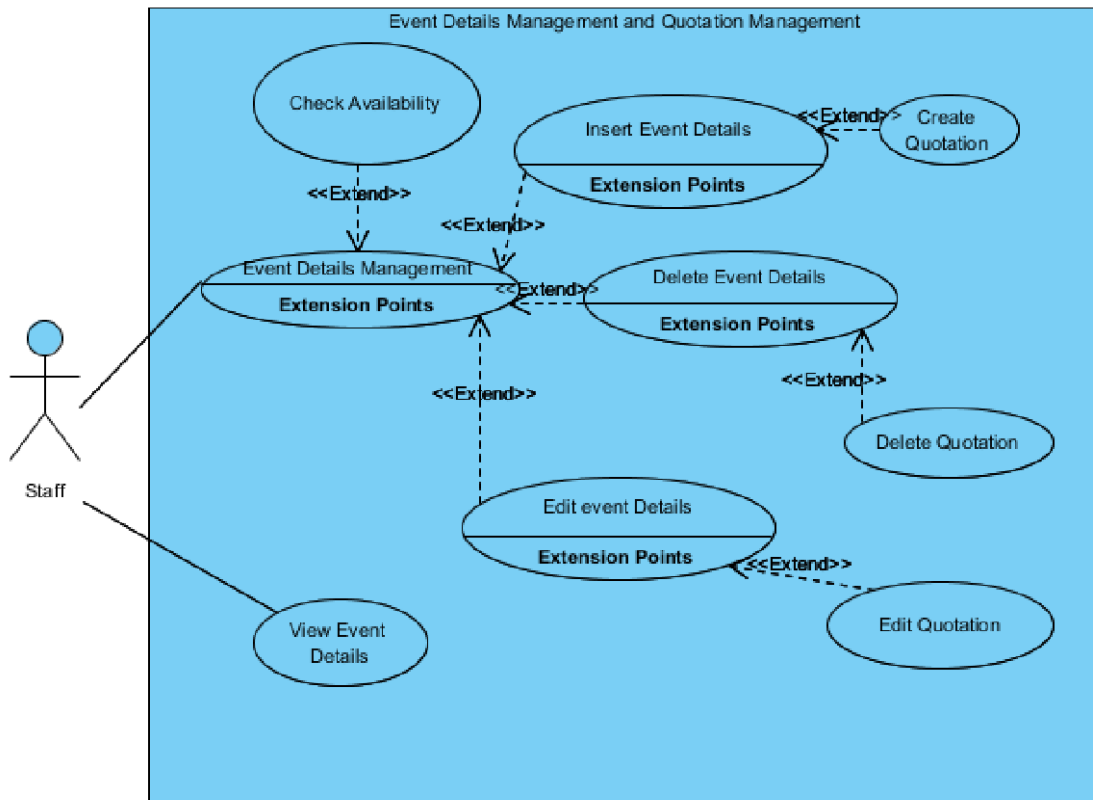 Event Details Management and Quotation Management
Check Availability
Insert Event Details
Extension Points
<<Extend>>
Create
Quotation
<<Extend>>
<<Extend>>
Event Details Management
Extension Points
<<Extend>>
Delete Event Details
Extension Points
<<Extend>>
<<Extend>>
Delete Quotation
Staff
Edit event Details
Extension Points
<<Extend>>
Edit Quotation
View Event
Details